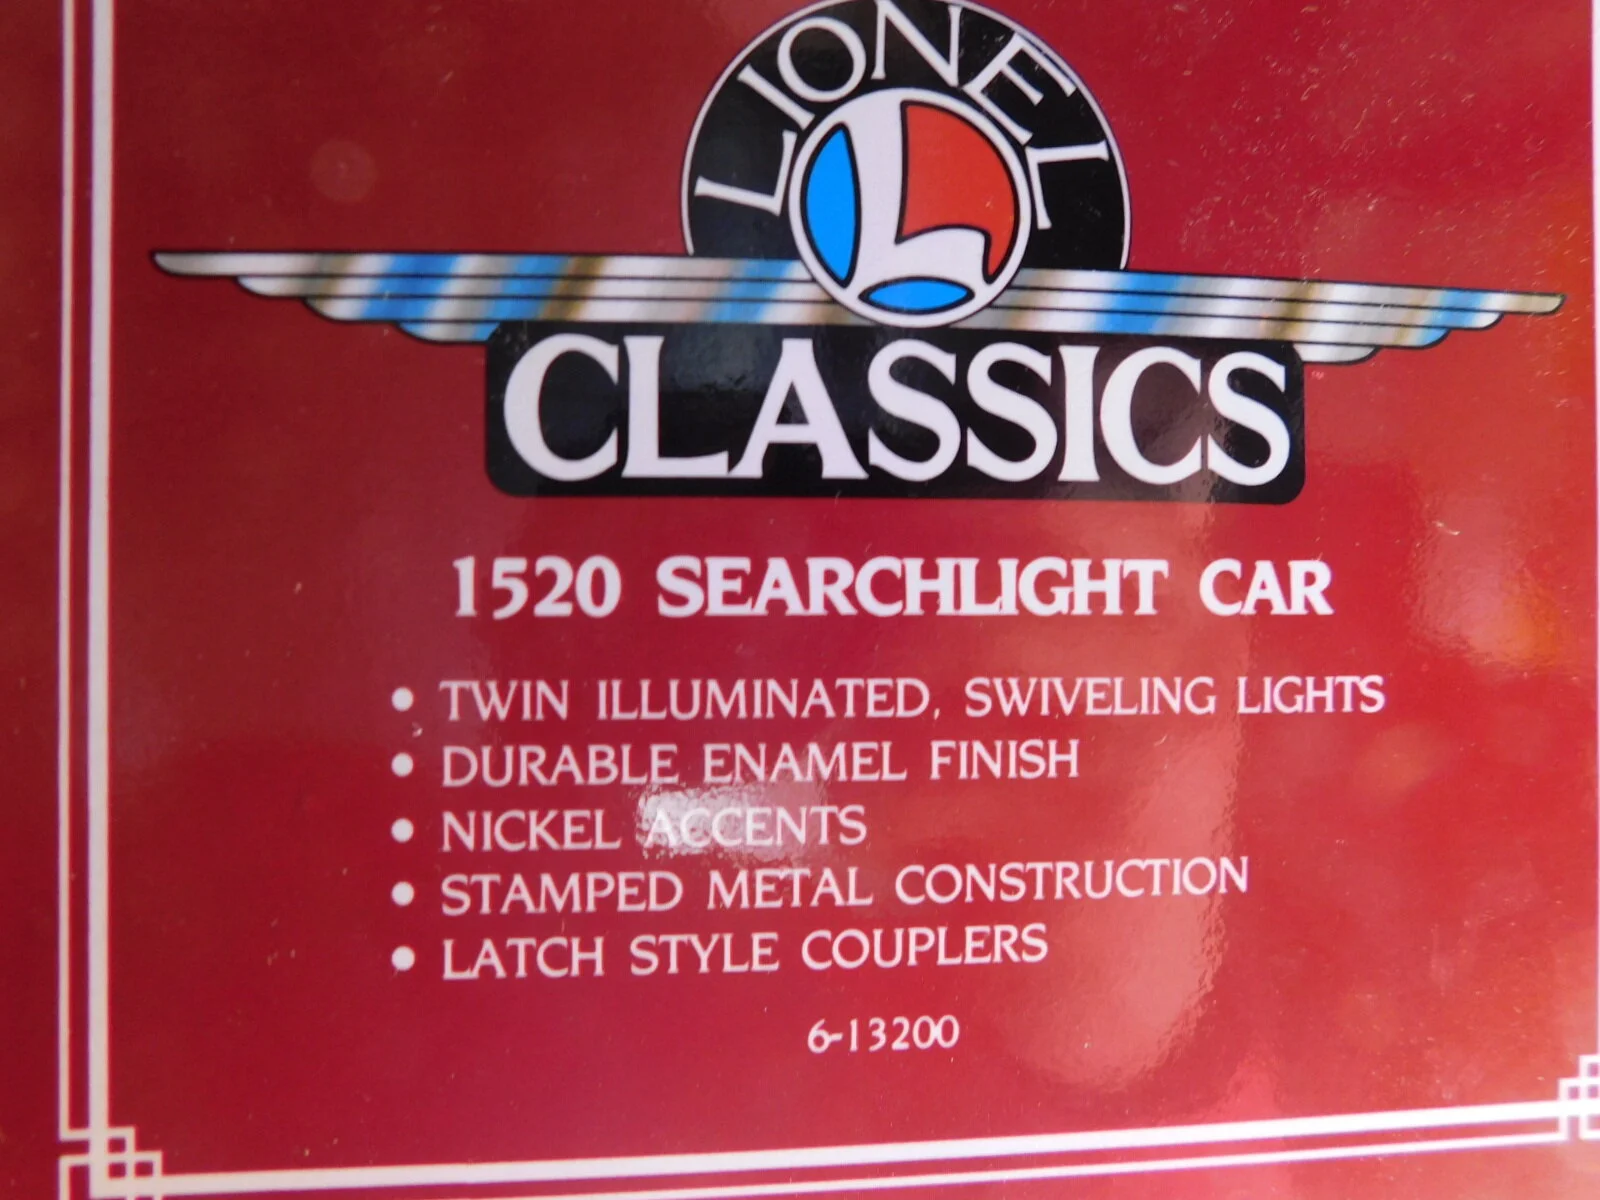 LIONEL
L
CLASSICS
1520 SEARCHLIGHT CAR
• TWIN ILLUMINATED, SWIVELING LIGHTS
• DURABLE ENAMEL FINISH
• NICKEL ACCENTS
• STAMPED METAL CONSTRUCTION
• LATCH STYLE COUPLERS
6-13200